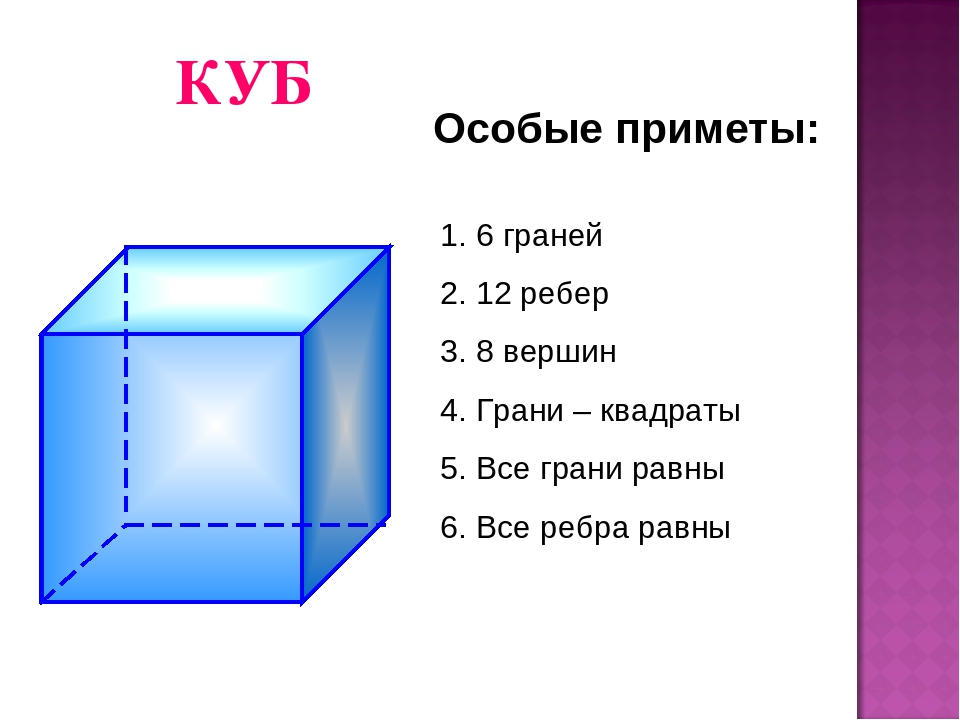 КУБ
Особые приметы:
1. 6 граней
2. 12 ребер
3. 8 вершин
4. Грани – квадраты
5. Все грани равны
6. Все ребра равны